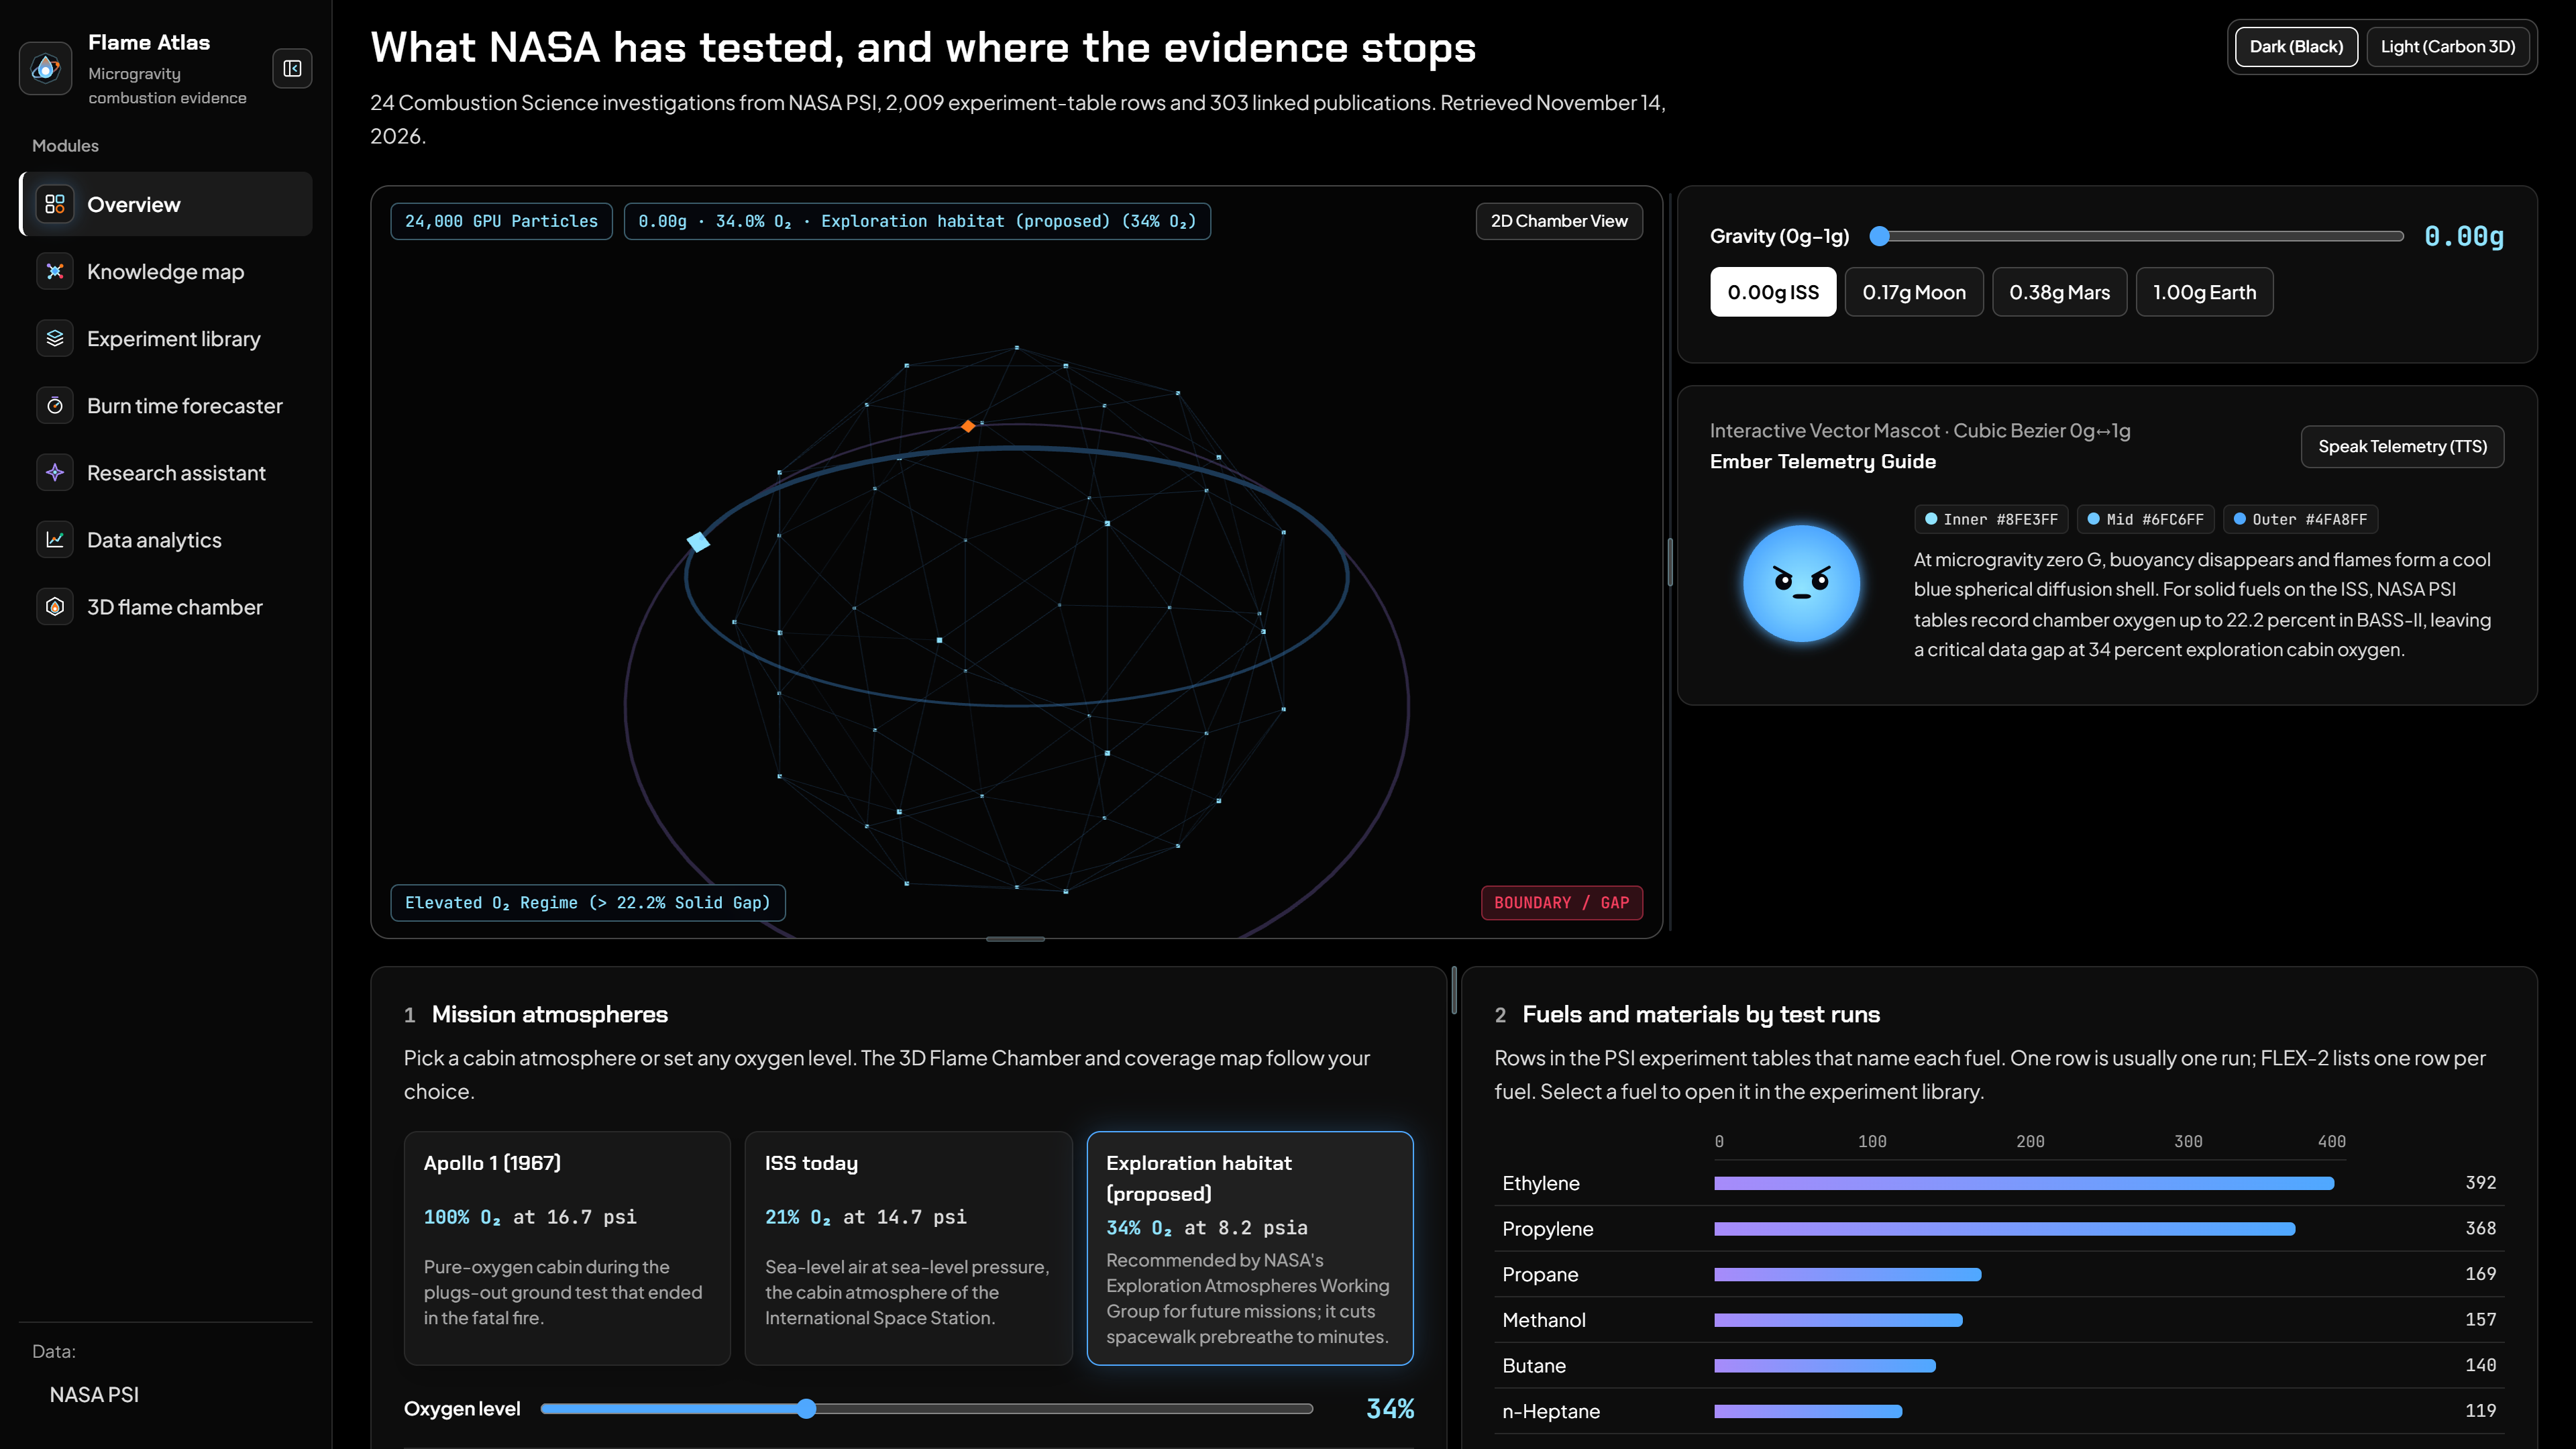 Flame Atlas
Microgravity
combustion evidence
Modules
Overview
Knowledge map
Experiment library
Burn time forecaster
Research assistant
Data analytics
3D flame chamber
Data:
NASA PSI
What NASA has tested, and where the evidence stops
24 Combustion Science investigations from NASA PSI, 2,009 experiment-table rows and 303 linked publications. Retrieved November 14,
2026.
Dark (Black)
Light (Carbon 3D)
24,000 GPU Particles
0.00g · 34.0% O₂ · Exploration habitat (proposed) (34% O₂)
2D Chamber View
Elevated O₂ Regime (> 22.2% Solid Gap)
BOUNDARY / GAP
Gravity (0g–1g)
0.00g
0.00g ISS
0.17g Moon
0.38g Mars
1.00g Earth
Interactive Vector Mascot · Cubic Bezier 0g↔1g
Ember Telemetry Guide
Speak Telemetry (TTS)
Inner #8FE3FF
Mid #6FC6FF
Outer #4FA8FF
At microgravity zero G, buoyancy disappears and flames form a cool
blue spherical diffusion shell. For solid fuels on the ISS, NASA PSI
tables record chamber oxygen up to 22.2 percent in BASS-II, leaving
a critical data gap at 34 percent exploration cabin oxygen.
1 Mission atmospheres
Pick a cabin atmosphere or set any oxygen level. The 3D Flame Chamber and coverage map follow your
choice.
Apollo 1 (1967)
100% O₂ at 16.7 psi
Pure-oxygen cabin during the
plugs-out ground test that ended
in the fatal fire.
ISS today
21% O₂ at 14.7 psi
Sea-level air at sea-level pressure,
the cabin atmosphere of the
International Space Station.
Exploration habitat
(proposed)
34% O₂ at 8.2 psia
Recommended by NASA's
Exploration Atmospheres Working
Group for future missions; it cuts
spacewalk prebreathe to minutes.
Oxygen level
34%
2 Fuels and materials by test runs
Rows in the PSI experiment tables that name each fuel. One row is usually one run; FLEX-2 lists one row per
fuel. Select a fuel to open it in the experiment library.
0 100 200 300 400
Ethylene 392
Propylene 368
Propane 169
Methanol 157
Butane 140
n-Heptane 119